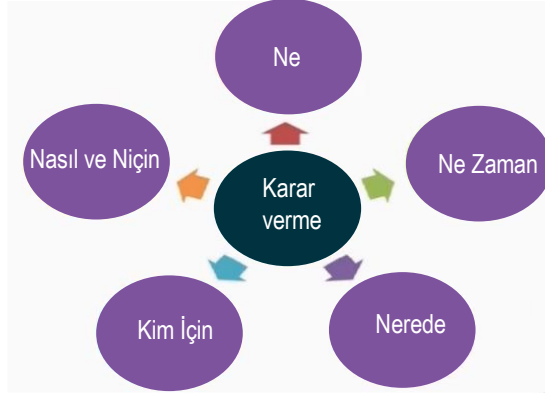 Ne
Nasıl ve Niçin
Ne Zaman
Karar
verme
Kim İçin
Nerede